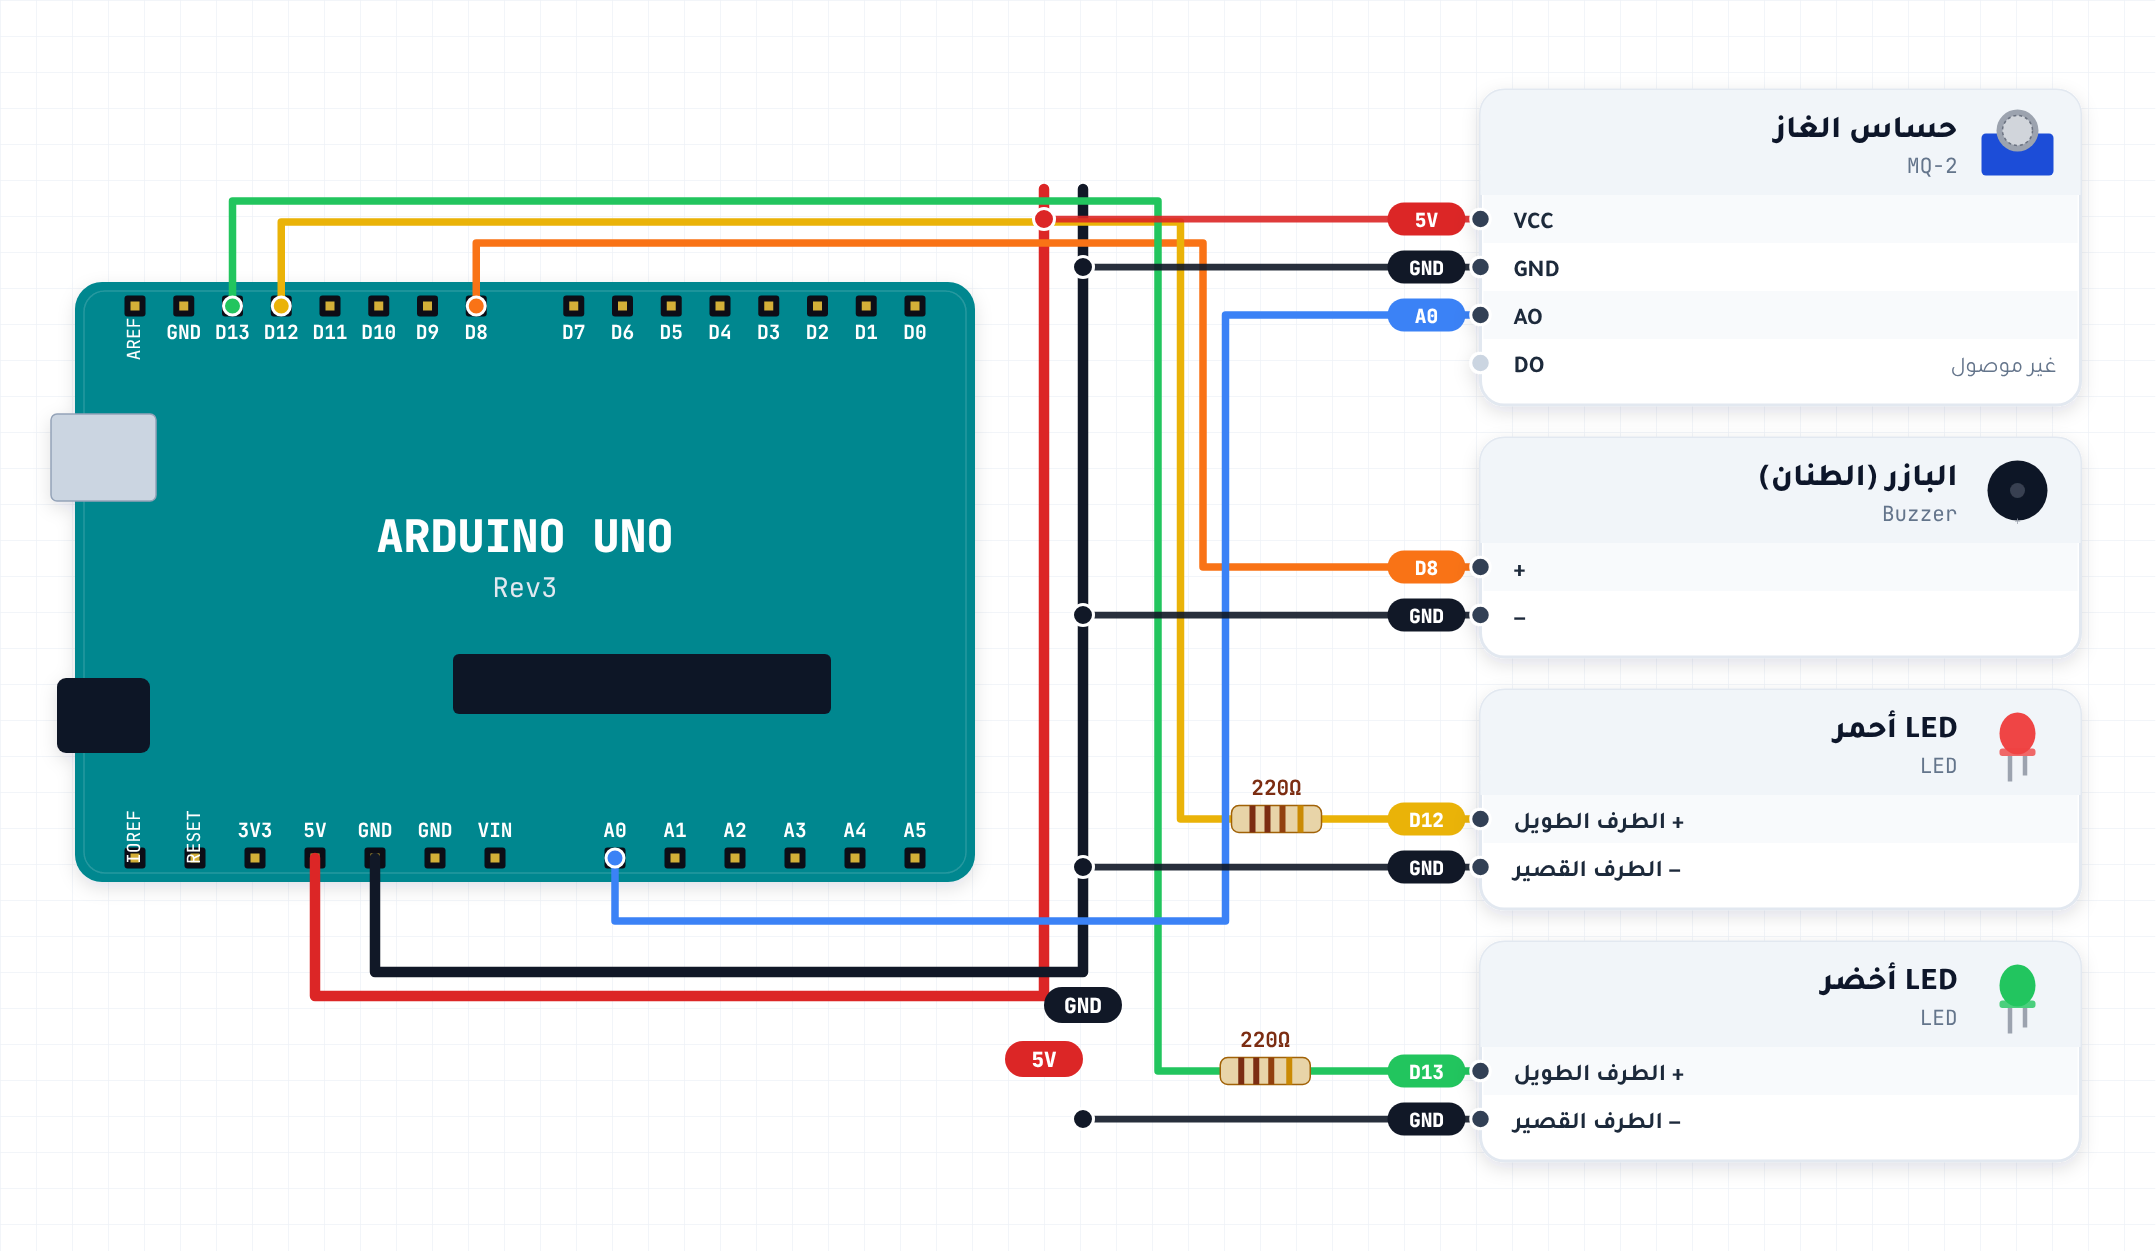 AREF GND D13 D12 D11 D10 D9 D8 D7 D6 D5 D4 D3 D2 D1 D0
ARDUINO UNO
Rev3
IOREF RESET 3V3 5V GND GND VIN A0 A1 A2 A3 A4 A5
GND
5V
حساس الغاز
MQ-2
5V VCC
GND GND
A0 AO
DO غير موصول
البازر (الطنان)
Buzzer
D8 +
GND −
LED أحمر
LED
220Ω
D12 + الطرف الطويل
GND − الطرف القصير
LED أخضر
LED
220Ω
D13 + الطرف الطويل
GND − الطرف القصير